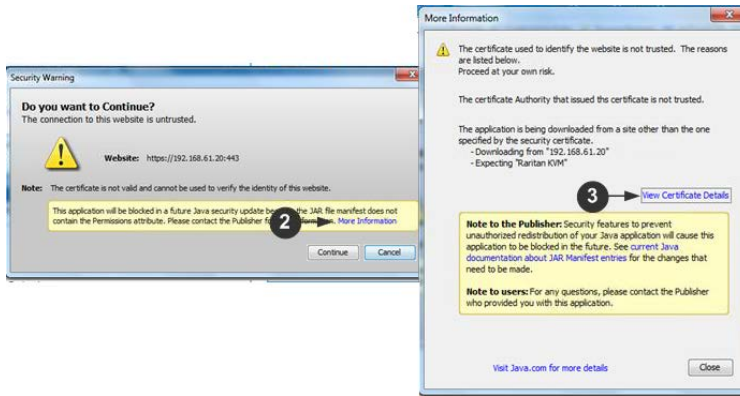 Security Warning
Do you want to Continue?
The connection to this website is untrusted.
Website: https://192.168.61.20:443
Note: The certificate is not valid and cannot be used to verify the identity of this website.
This application will be blocked in a future Java security update because the JAR file manifest does not
contain the Permissions attribute. Please contact the Publisher for more information. More Information
2
Continue
Cancel
More Information
The certificate used to identify the website is not trusted. The reasons
are listed below.
Proceed at your own risk.
The certificate Authority that issued ths certificate is not trusted.
The application is being downloaded from a site other than the one
specified by the security certificate.
- Downloading from "192.168.61.20"
- Expecting "Raritan KVM"
3
View Certificate Details
Note to the Publisher: Security features to prevent
unauthorized redistribution of your Java application will cause this
application to be blocked in the future. See current Java
documentation about JAR Manifest entries for the changes that
need to be made.
Note to users: For any questions, please contact the Publisher
who provided you with this application.
Visit Java.com for more details
Close